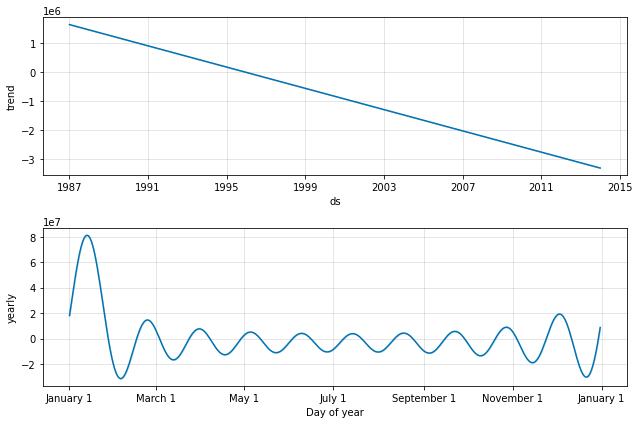 1e6
1
0
−1
−2
−3
trend
1987 1991 1995 1999 2003 2007 2011 2015
ds
1e7
8
6
4
2
0
−2
yearly
January 1 March 1 May 1 July 1 September 1 November 1 January 1
Day of year